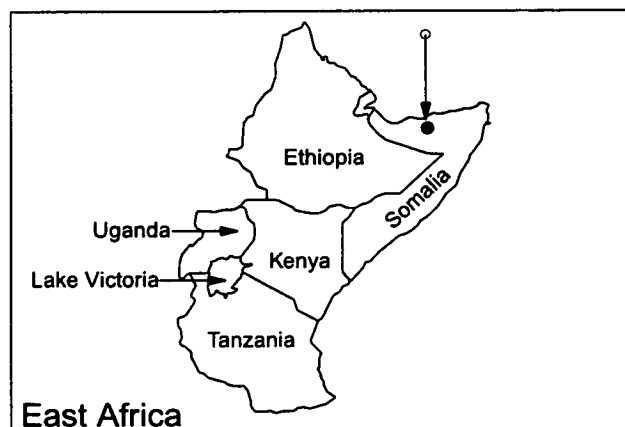 Ethiopia
Somalia
Uganda
Kenya
Lake Victoria
Tanzania
East Africa